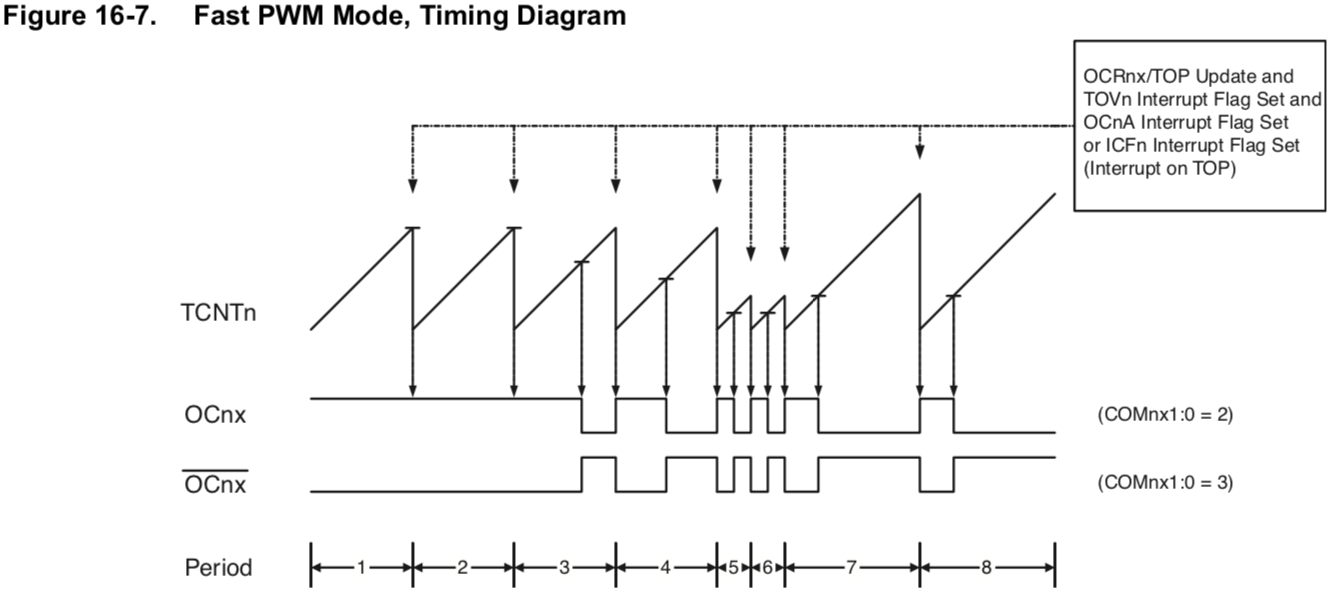 Figure 16-7. Fast PWM Mode, Timing Diagram
OCRnx/TOP Update and
TOVn Interrupt Flag Set and
OCnA Interrupt Flag Set
or ICFn Interrupt Flag Set
(Interrupt on TOP)
TCNTn
OCnx
(COMnx1:0 = 2)
OCnx
(COMnx1:0 = 3)
Period
1 2 3 4 5 6 7 8